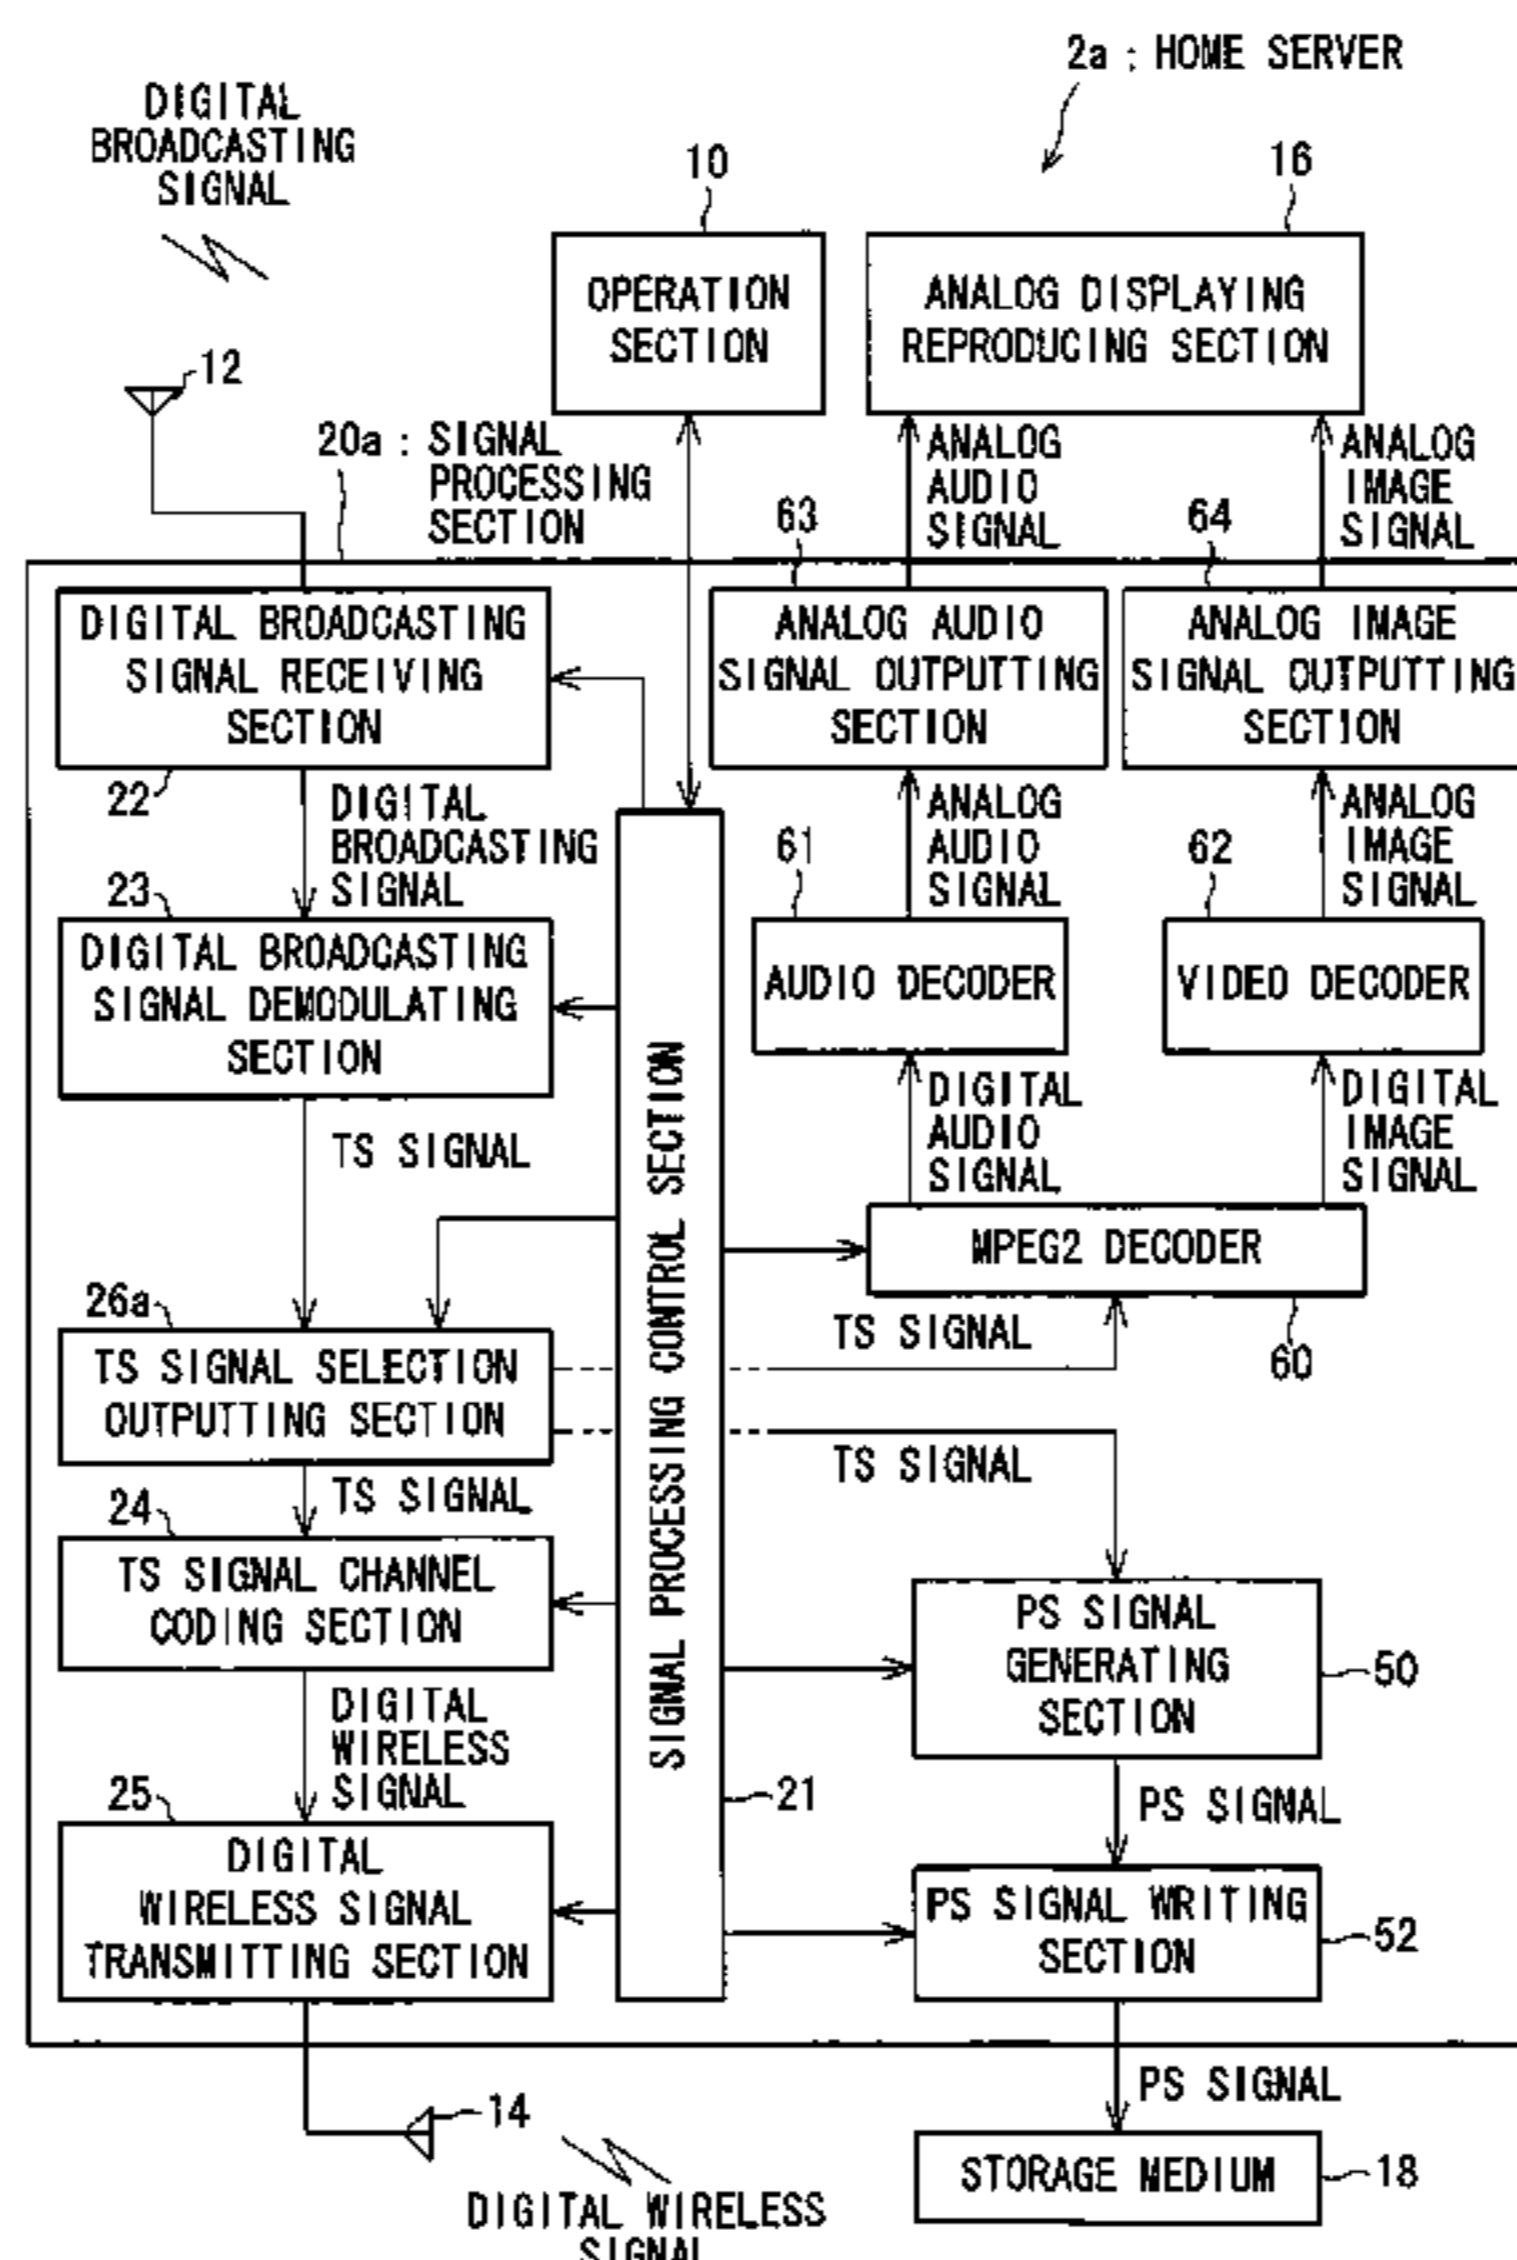 2a : HOME SERVER
DIGITAL
BROADCASTING
SIGNAL
10
16
OPERATION
SECTION
ANALOG DISPLAYING
REPRODUCING SECTION
12
20a : SIGNAL
PROCESSING
SECTION
ANALOG
AUDIO
SIGNAL
ANALOG
IMAGE
SIGNAL
63
64
DIGITAL BROADCASTING
SIGNAL RECEIVING
SECTION
22
ANALOG AUDIO
SIGNAL OUTPUTTING
SECTION
ANALOG IMAGE
SIGNAL OUTPUTTING
SECTION
DIGITAL
BROADCASTING
SIGNAL
ANALOG
AUDIO
SIGNAL
ANALOG
IMAGE
SIGNAL
61
62
23
DIGITAL BROADCASTING
SIGNAL DEMODULATING
SECTION
AUDIO DECODER
VIDEO DECODER
TS SIGNAL
DIGITAL
AUDIO
SIGNAL
DIGITAL
IMAGE
SIGNAL
SIGNAL PROCESSING CONTROL SECTION
21
MPEG2 DECODER
60
26a
TS SIGNAL SELECTION
OUTPUTTING SECTION
TS SIGNAL
TS SIGNAL
TS SIGNAL
24
TS SIGNAL CHANNEL
CODING SECTION
PS SIGNAL
GENERATING
SECTION
50
DIGITAL
WIRELESS
SIGNAL
PS SIGNAL
25
DIGITAL
WIRELESS SIGNAL
TRANSMITTING SECTION
PS SIGNAL WRITING
SECTION
52
PS SIGNAL
14
STORAGE MEDIUM
18
DIGITAL WIRELESS
SIGNAL